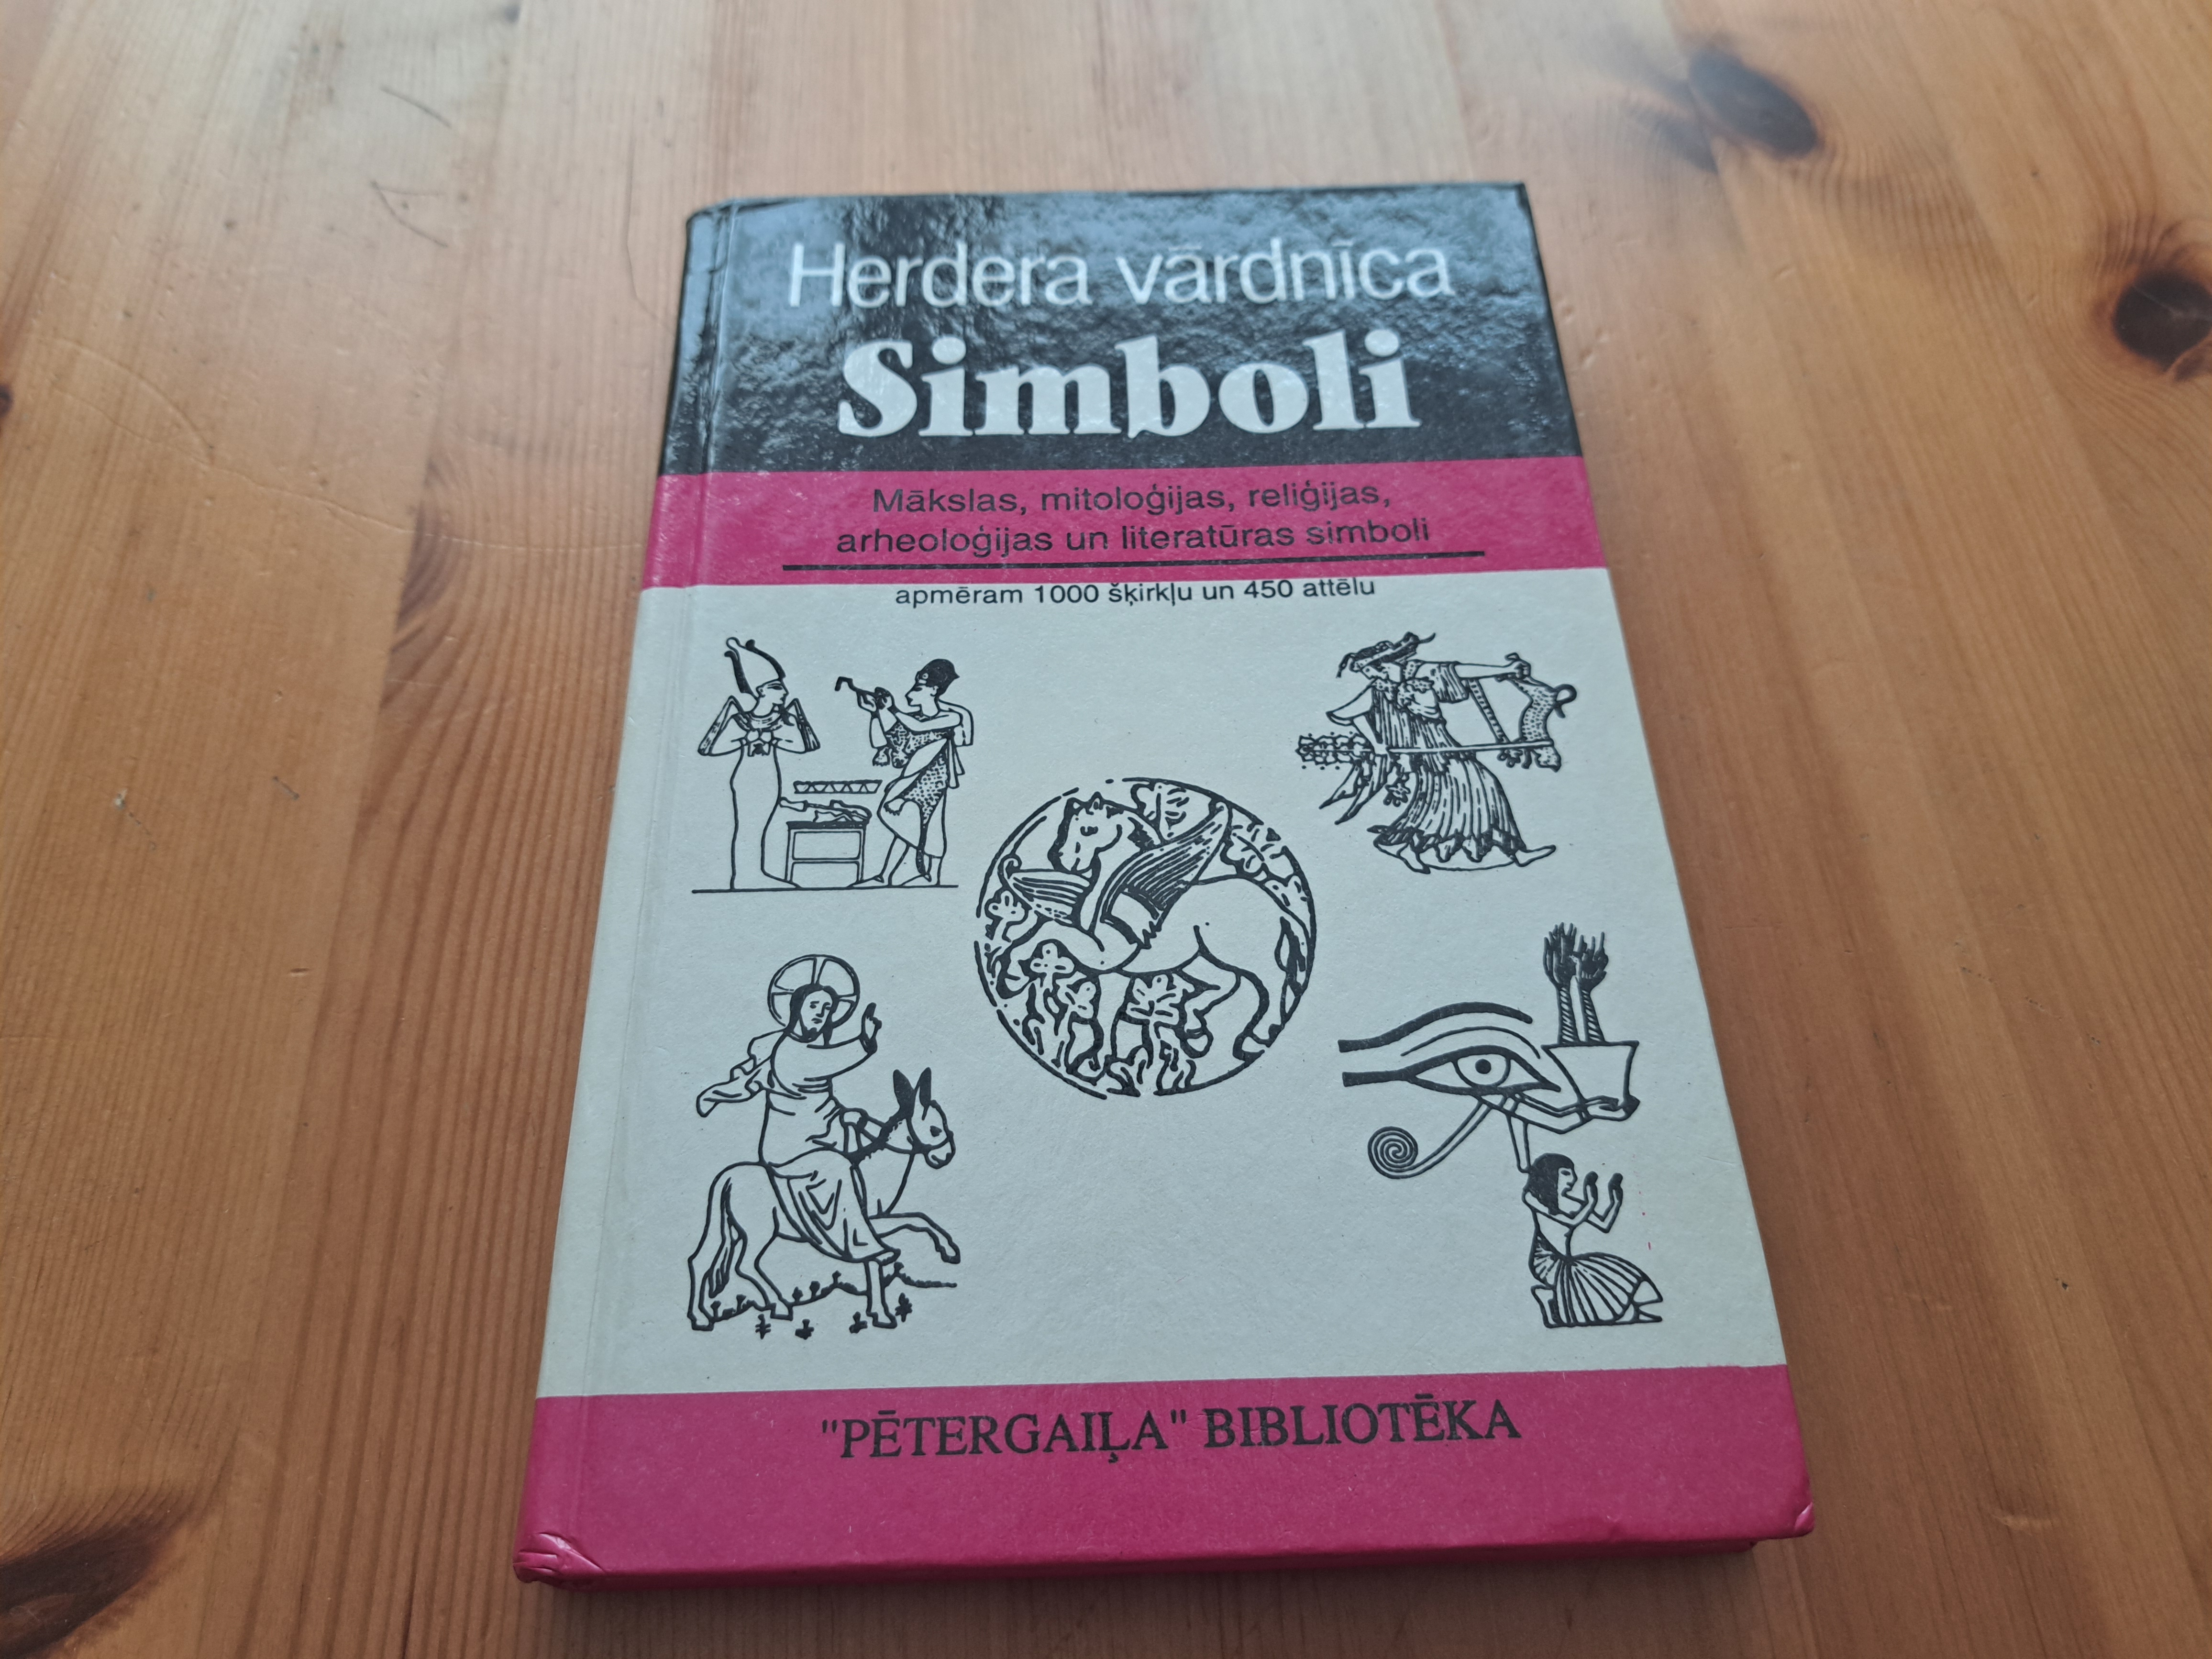 Herdera vārdnīca
Simboli
Mākslas, mitoloģijas, reliģijas,
arheoloģijas un literatūras simboli
apmēram 1000 šķirkļu un 450 attēlu
"PĒTERGAIĻA" BIBLIOTĒKA